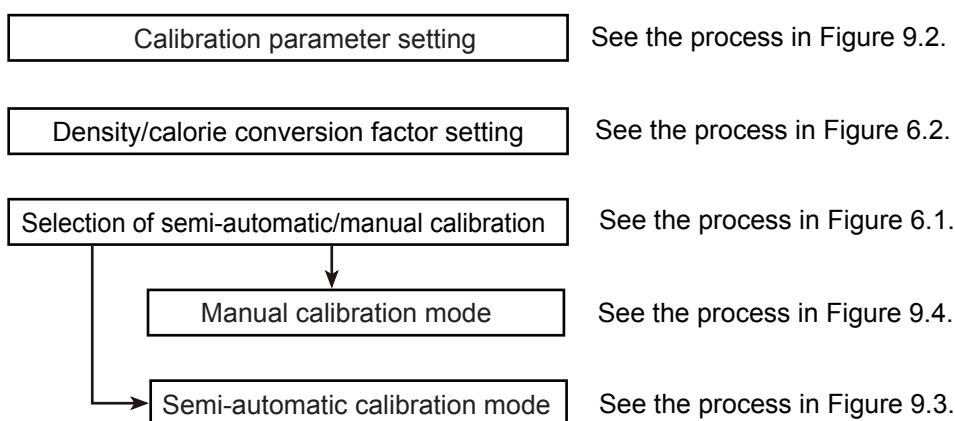 Calibration parameter setting See the process in Figure 9.2.
Density/calorie conversion factor setting See the process in Figure 6.2.
Selection of semi-automatic/manual calibration See the process in Figure 6.1.
Manual calibration mode See the process in Figure 9.4.
Semi-automatic calibration mode See the process in Figure 9.3.